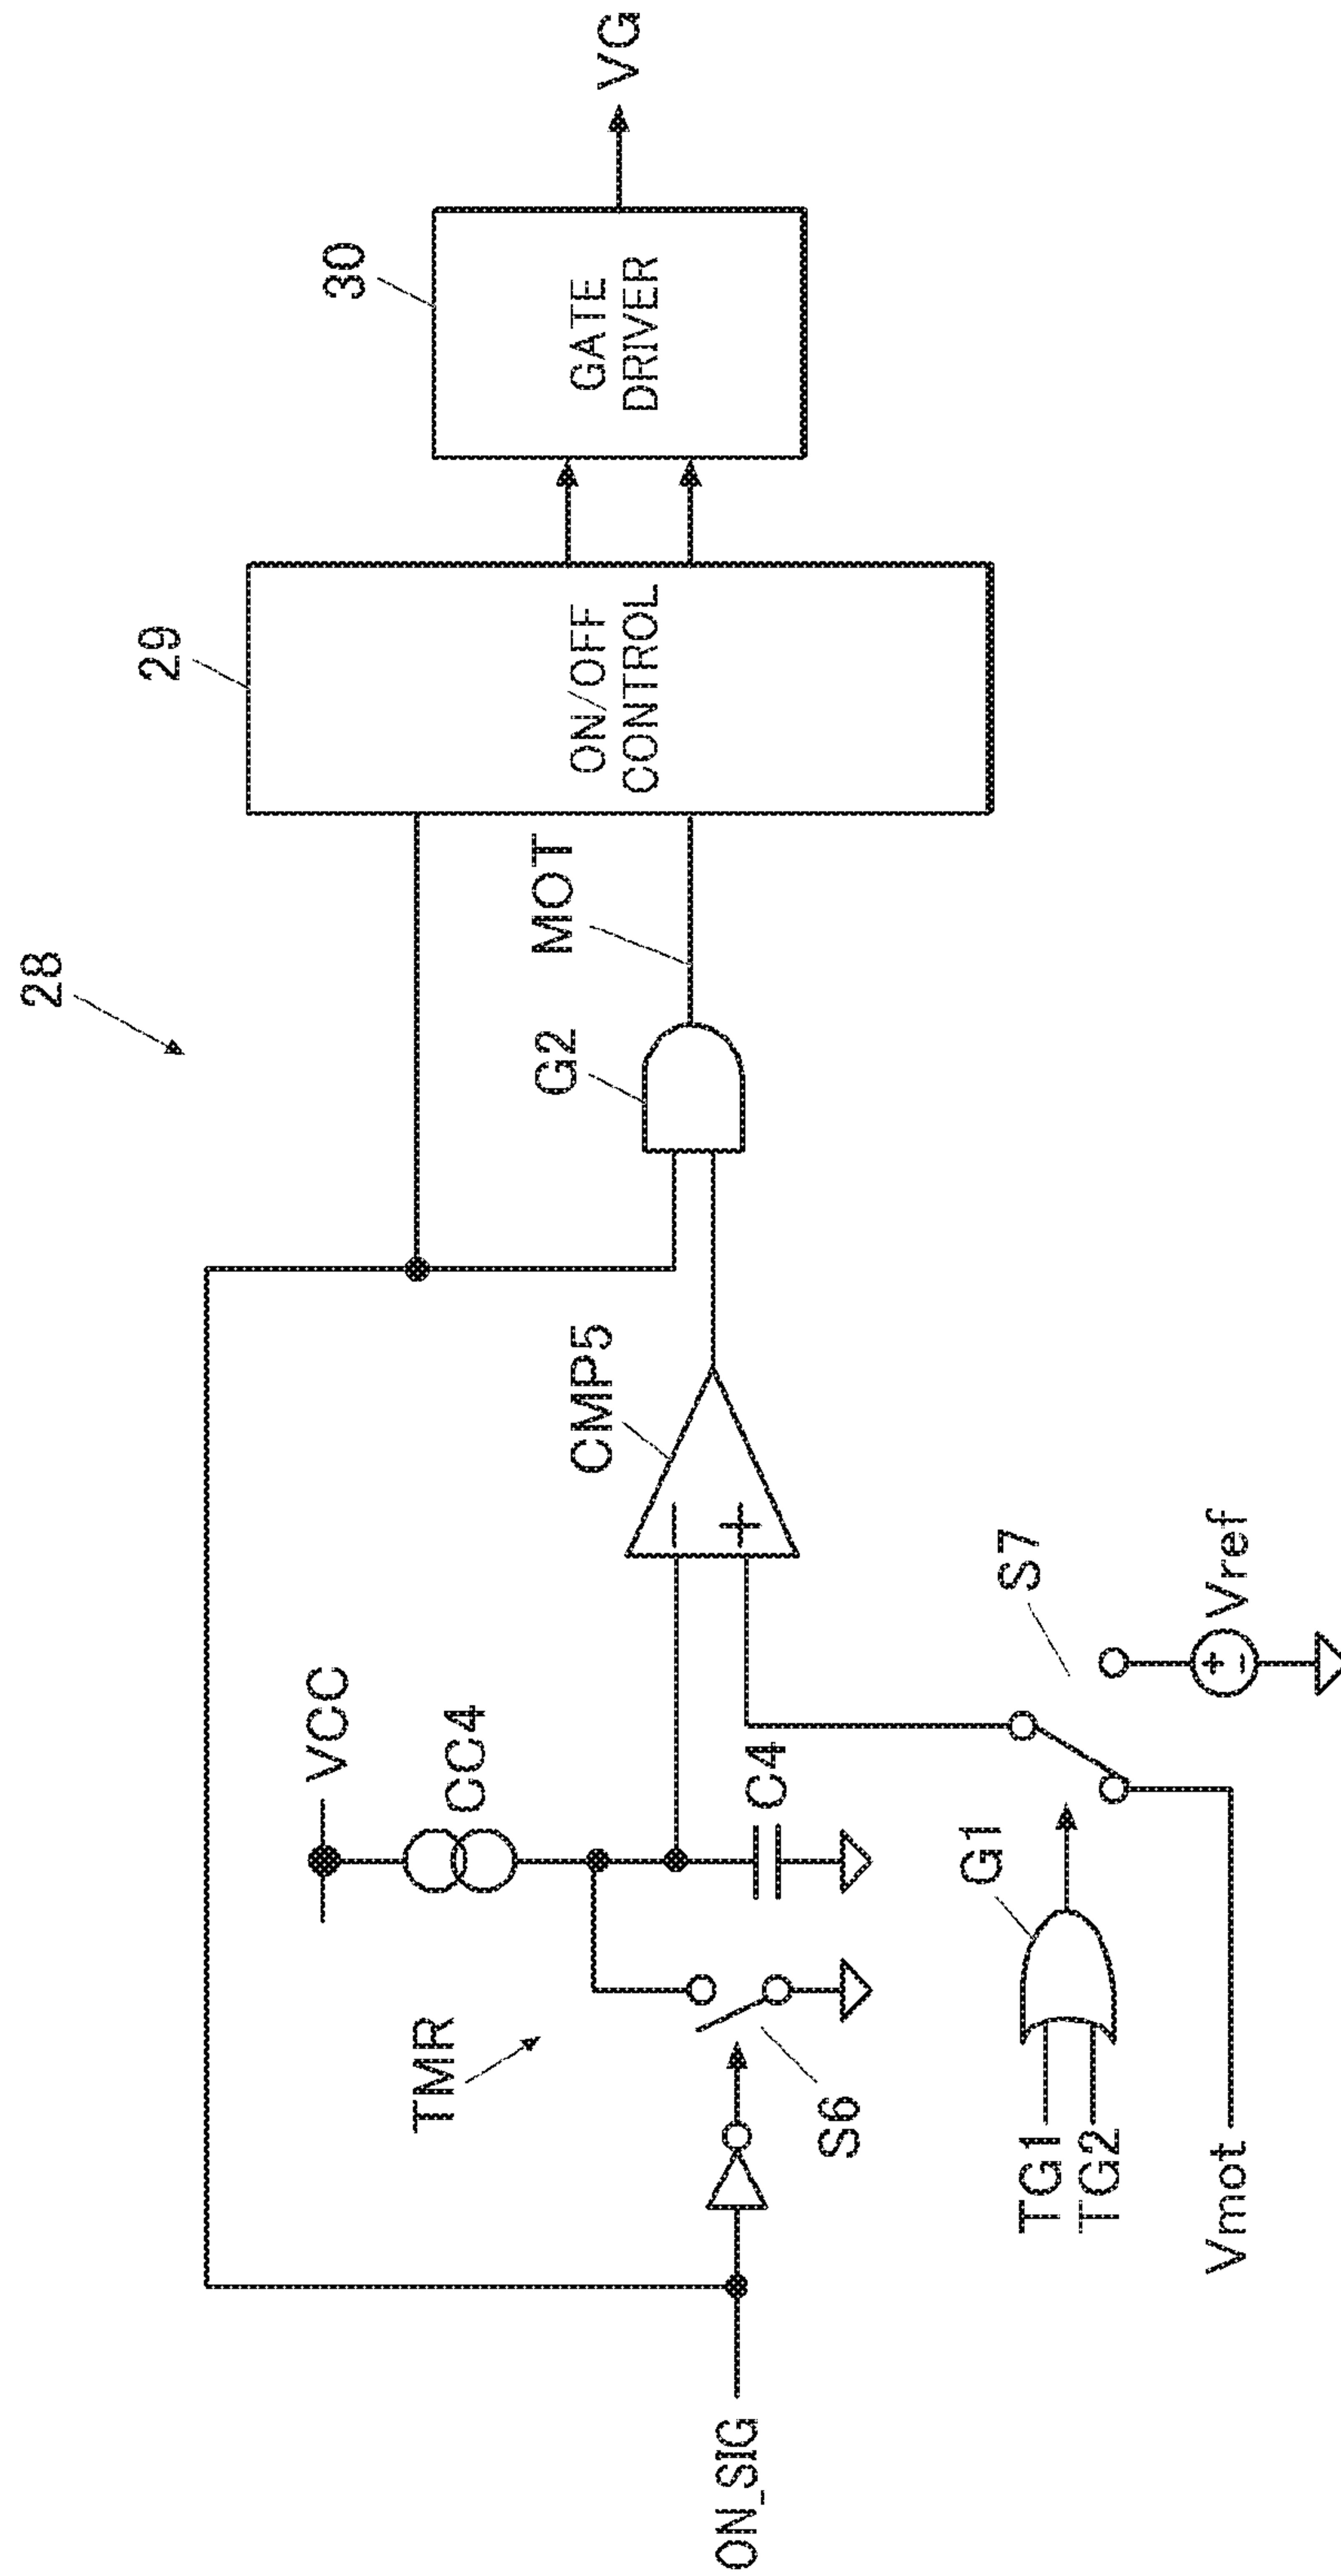 28
29
30
VCC
CC4
TMR
CMP5
G2
MOT
ON/OFF
CONTROL
GATE
DRIVER
VG
ON_SIG
S6
C4
−
+
TG1
TG2
G1
S7
Vmot
+
−
Vref